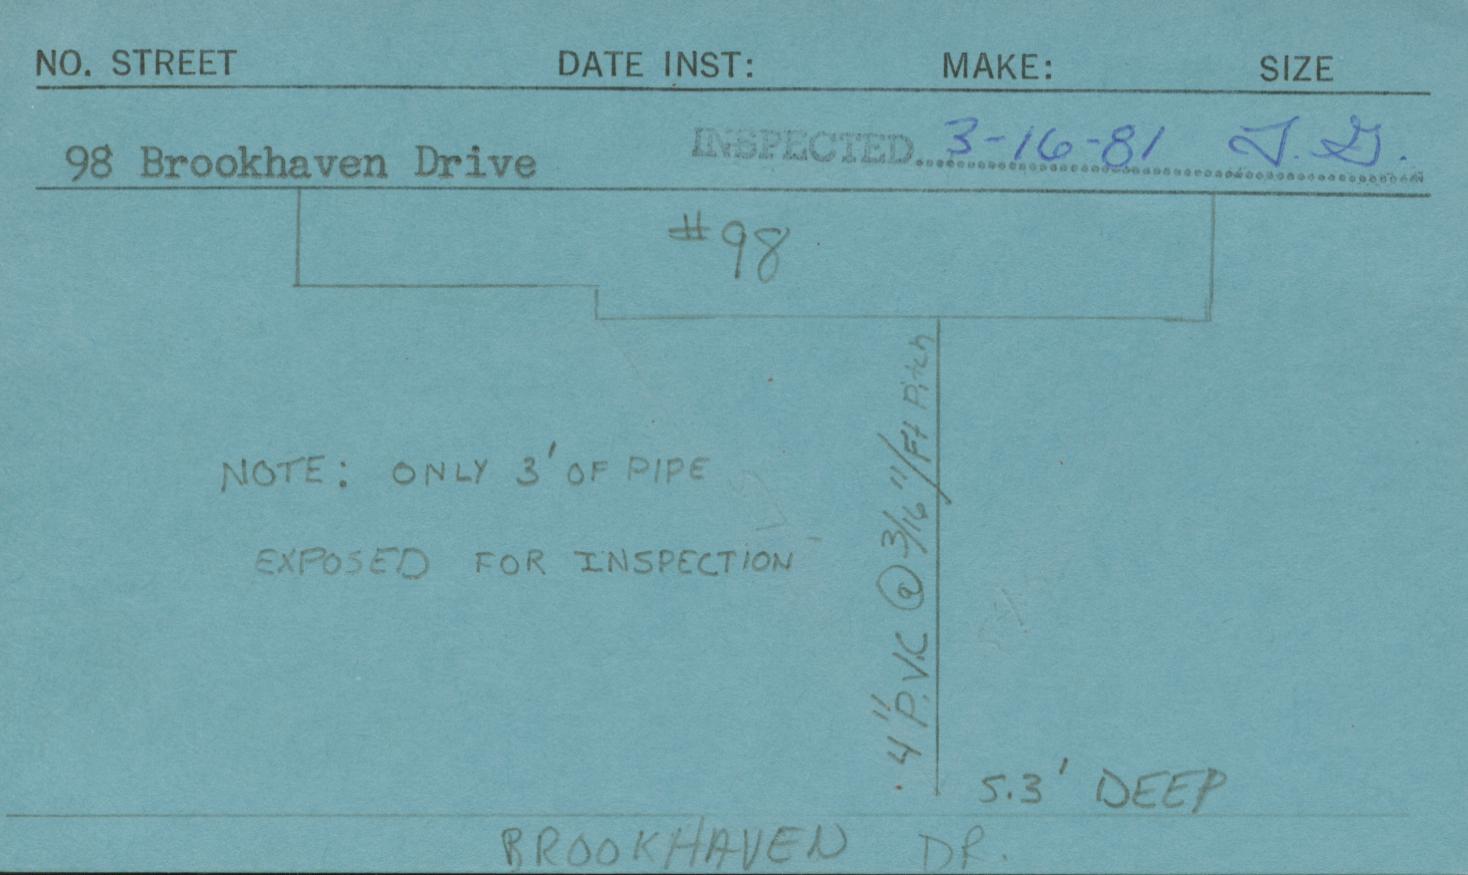 NO. STREET DATE INST: MAKE: SIZE
98 Brookhaven Drive INSPECTED 3-16-81 J.G.
#98
4" P.V.C @ 3/16"/Ft Pitch
NOTE: ONLY 3' OF PIPE
EXPOSED FOR INSPECTION
5.3' DEEP
BROOKHAVEN DR.